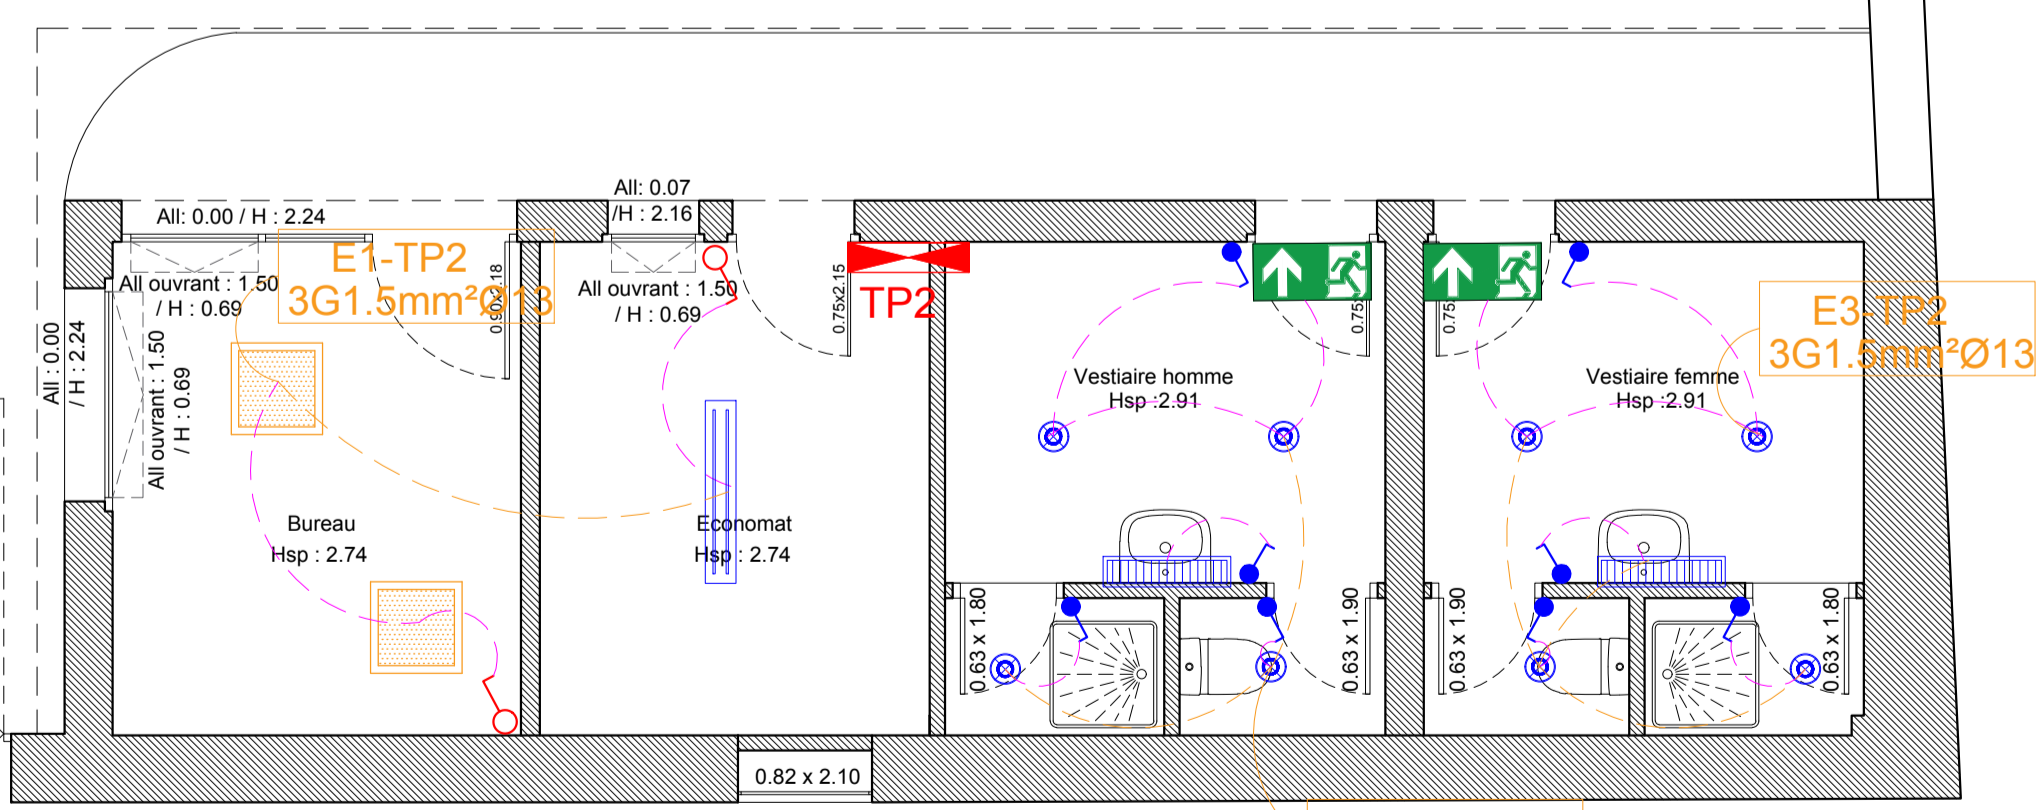 All: 0.00 / H : 2.24
All: 0.07
/H : 2.16
All ouvrant : 1.50
/ H : 0.69
E1-TP2
3G1.5mm²Ø13
0.90x2.18
All ouvrant : 1.50
/ H : 0.69
0.75x2.15
TP2
0.75x
0.75x
E3-TP2
3G1.5mm²Ø13
All : 0.00
/ H : 2.24
All ouvrant : 1.50
/ H : 0.69
Vestiaire homme
Hsp :2.91
Vestiaire femme
Hsp :2.91
Bureau
Hsp : 2.74
Economat
Hsp : 2.74
0.63 x 1.80
0.63 x 1.90
0.63 x 1.90
0.63 x 1.80
0.82 x 2.10